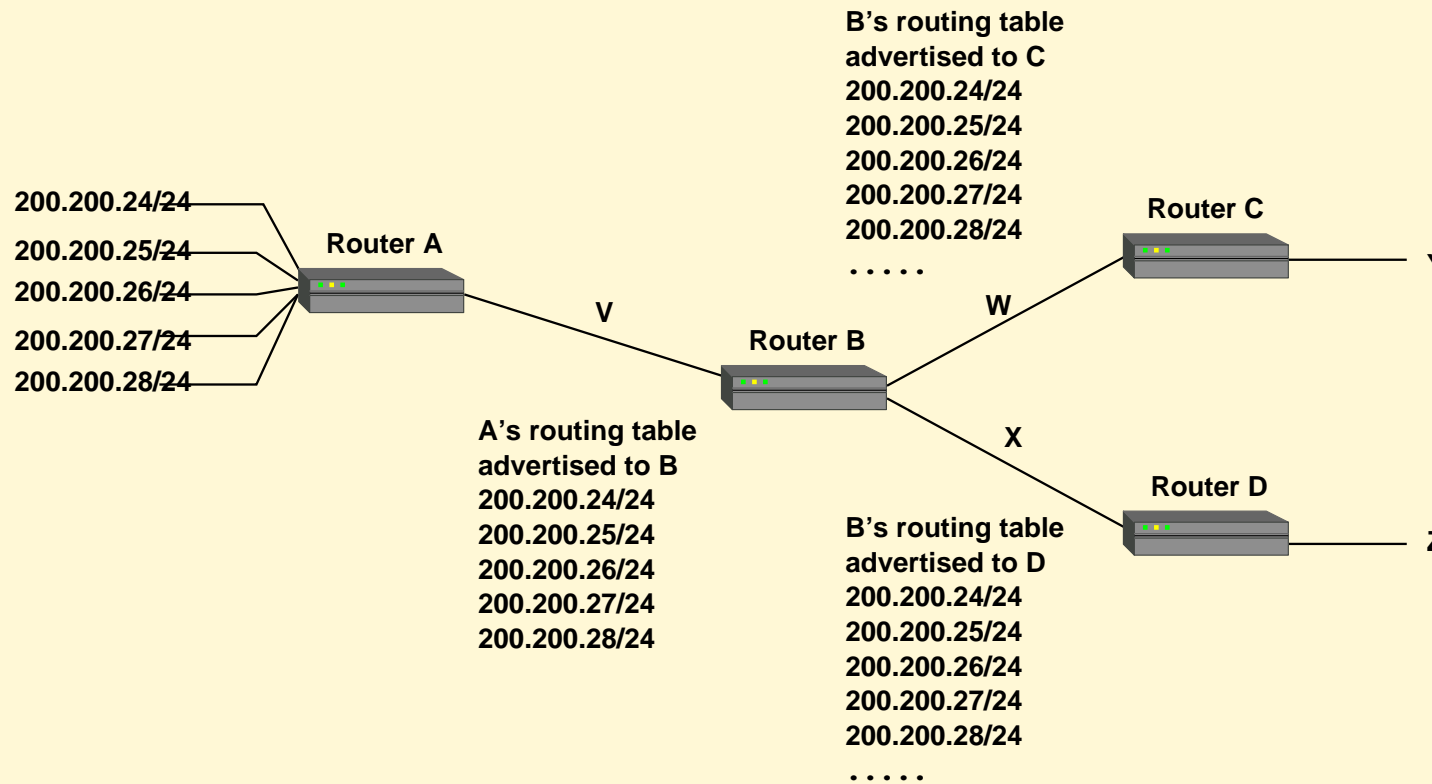 B's routing table
advertised to C
200.200.24/24
200.200.25/24
200.200.26/24
200.200.27/24
200.200.28/24
.....
200.200.24/24
200.200.25/24
200.200.26/24
200.200.27/24
200.200.28/24
Router A
V
Router B
W
Router C
X
Router D
A's routing table
advertised to B
200.200.24/24
200.200.25/24
200.200.26/24
200.200.27/24
200.200.28/24
B's routing table
advertised to D
200.200.24/24
200.200.25/24
200.200.26/24
200.200.27/24
200.200.28/24
.....